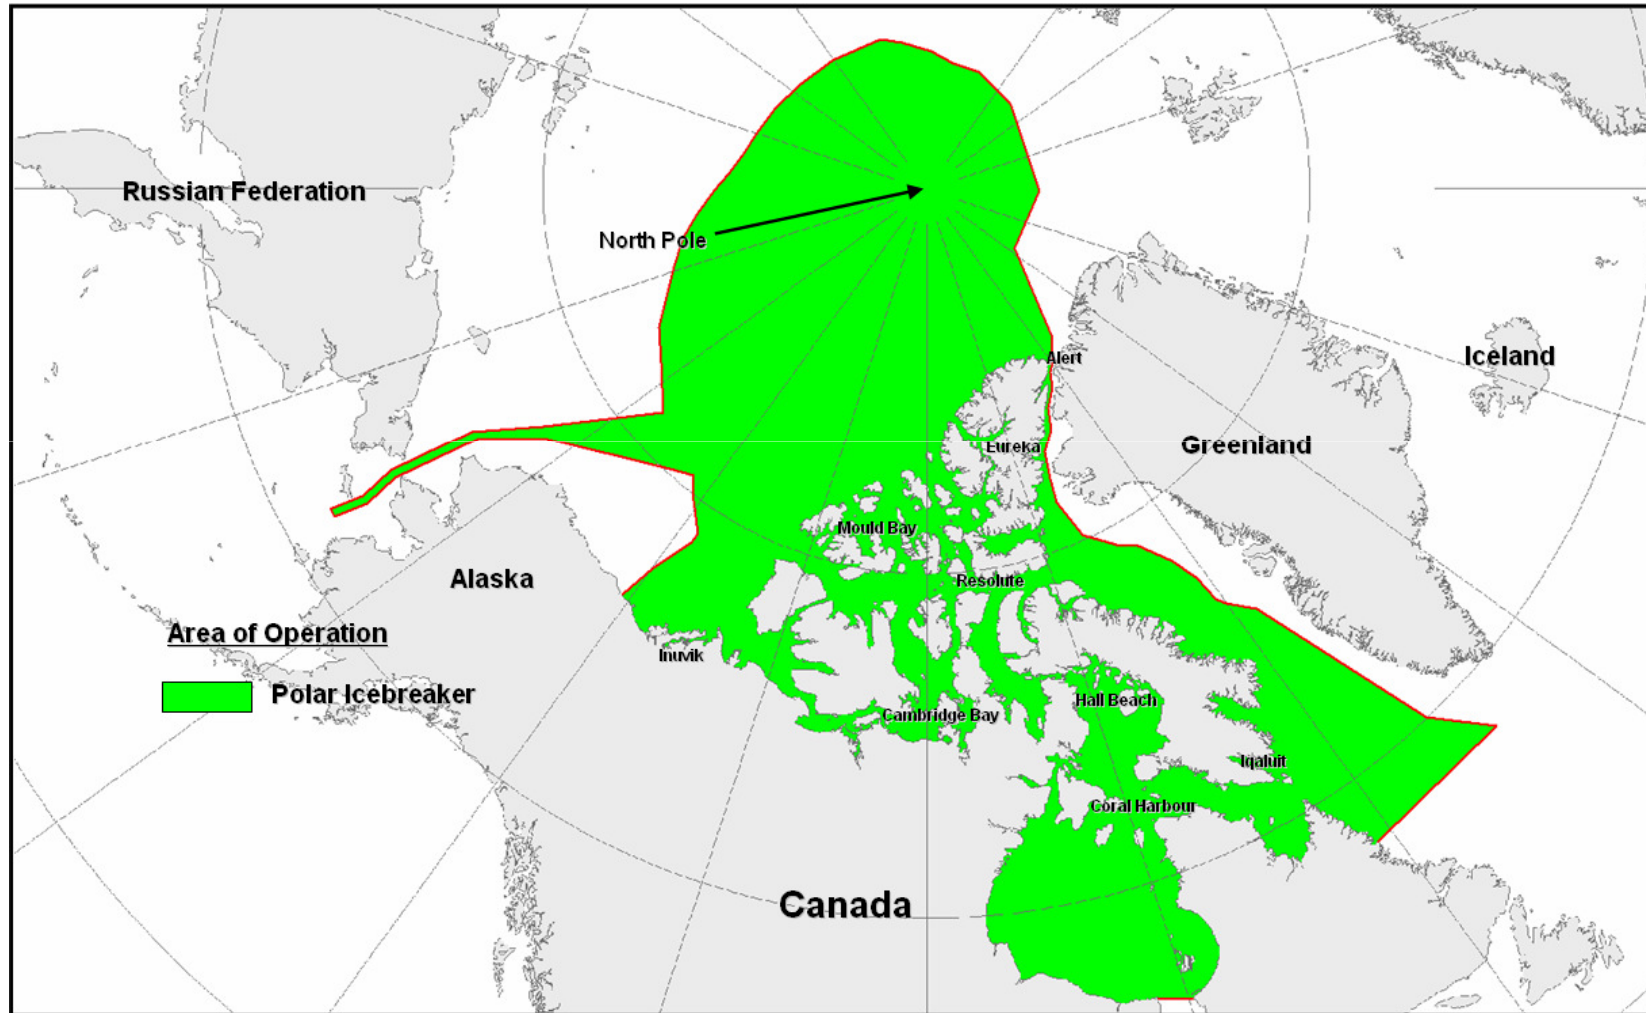 Russian Federation
North Pole
Alert
Iceland
Eureka
Greenland
Mould Bay
Alaska
Resolute
Area of Operation
Inuvik
Polar Icebreaker
Hall Beach
Cambridge Bay
Iqaluit
Coral Harbour
Canada